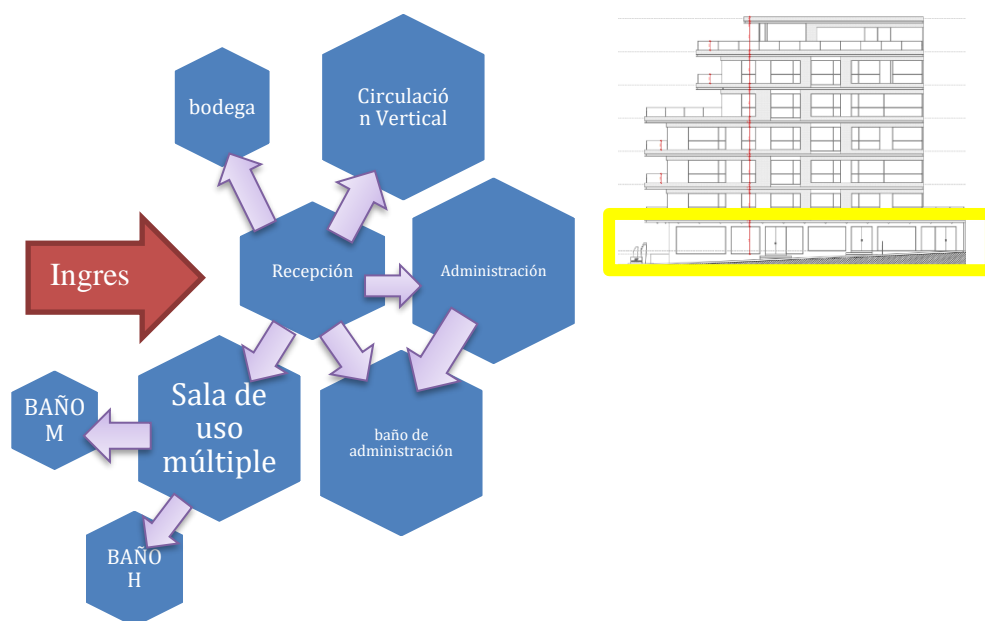 bodega
Circulació
n Vertical
Ingres
Recepción
Administración
Sala de
uso
múltiple
BAÑO
M
baño de
administración
BAÑO
H